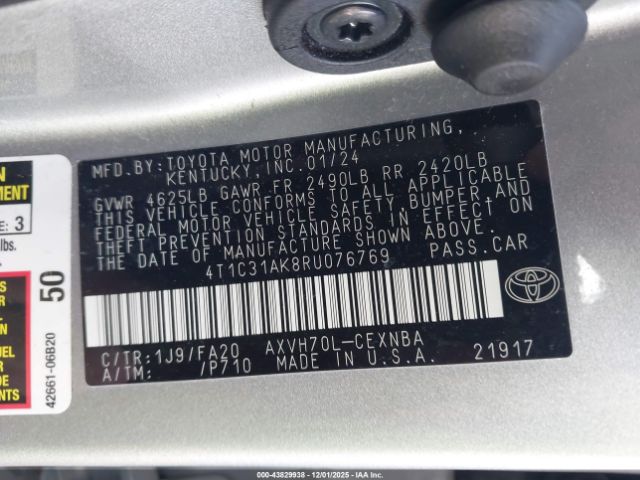 MFD.BY:TOYOTA MOTOR MANUFACTURING,
KENTUCKY,INC.01/24
GVWR 4625LB GAWR FR 2490LB RR 2420LB
THIS VEHICLE CONFORMS TO ALL APPLICABLE
FEDERAL MOTOR VEHICLE SAFETY, BUMPER AND
THEFT PREVENTION STANDARDS IN EFFECT ON
THE DATE OF MANUFACTURE SHOWN ABOVE.
4T1C31AK8RU076769 PASS.CAR
C/TR:1J9/FA20 AXVH70L-CEXNBA
A/TM: /P710 MADE IN U.S.A. 21917
TOYOTA
E: 3
lbs.
50
42661-06B20
000-43829938 - 12/01/2025 - IAA Inc.